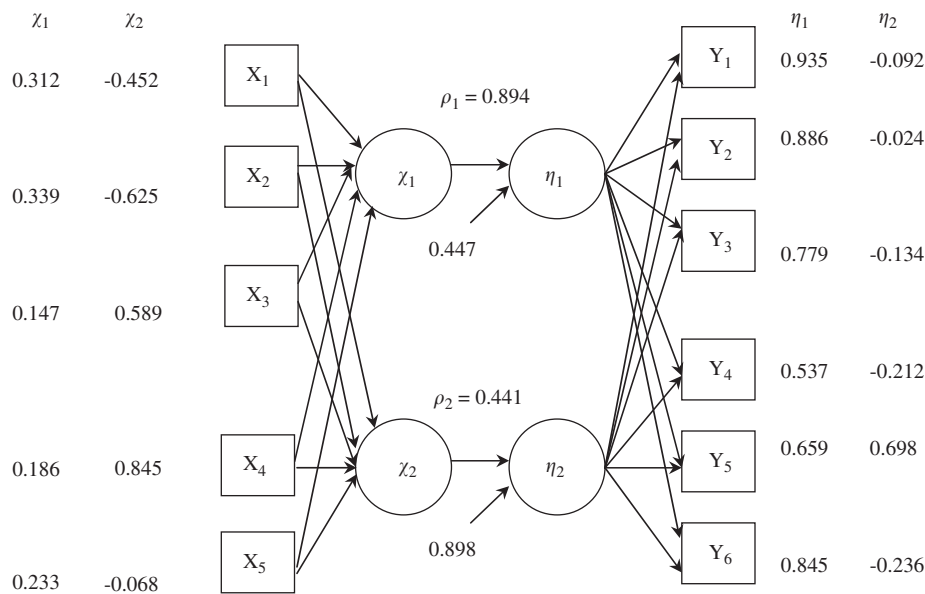 χ1 χ2 η1 η2
0.312 -0.452 X1 Y1 0.935 -0.092
ρ1 = 0.894
X2 Y2 0.886 -0.024
0.339 -0.625 χ1 η1
0.447 Y3 0.779 -0.134
0.147 0.589 X3
Y4 0.537 -0.212
ρ2 = 0.441
0.186 0.845 X4 χ2 η2 Y5 0.659 0.698
0.898
0.233 -0.068 X5 Y6 0.845 -0.236